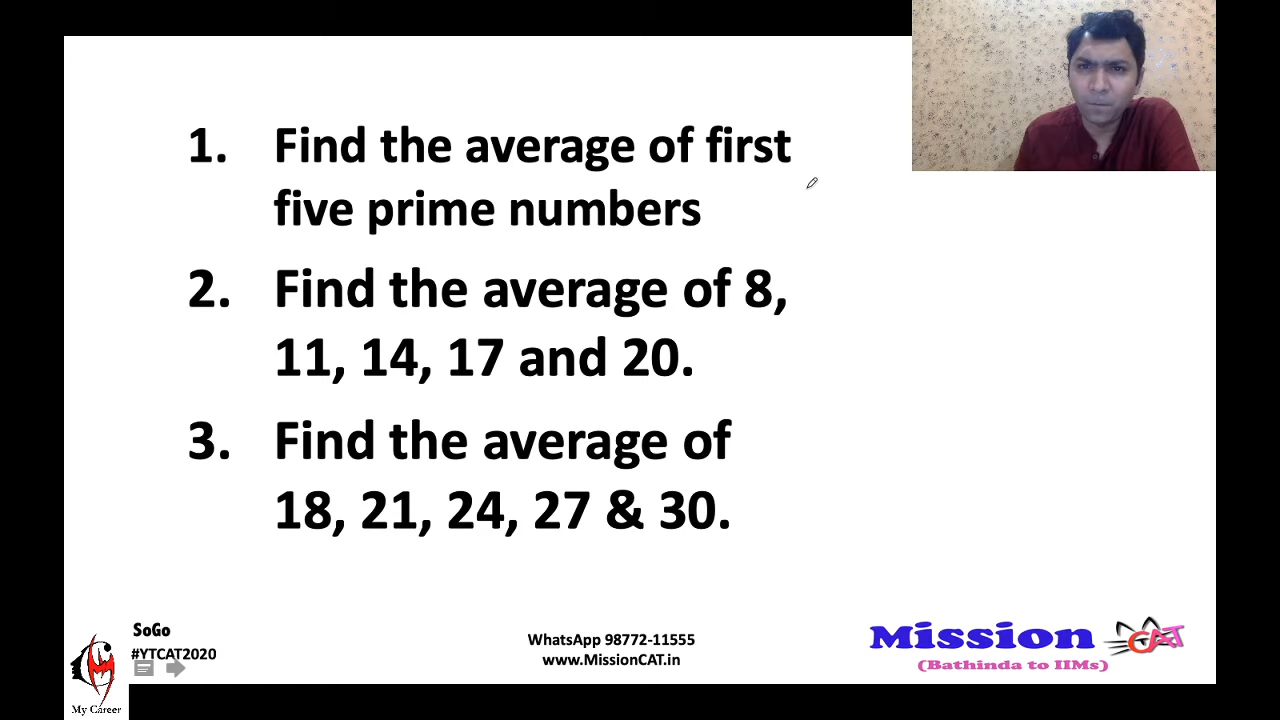 1. Find the average of first
five prime numbers
2. Find the average of 8,
11, 14, 17 and 20.
3. Find the average of
18, 21, 24, 27 & 30.
SoGo
#YTCAT2020
My Career
WhatsApp 98772-11555
www.MissionCAT.in
Mission CAT
(Bathinda to IIMs)